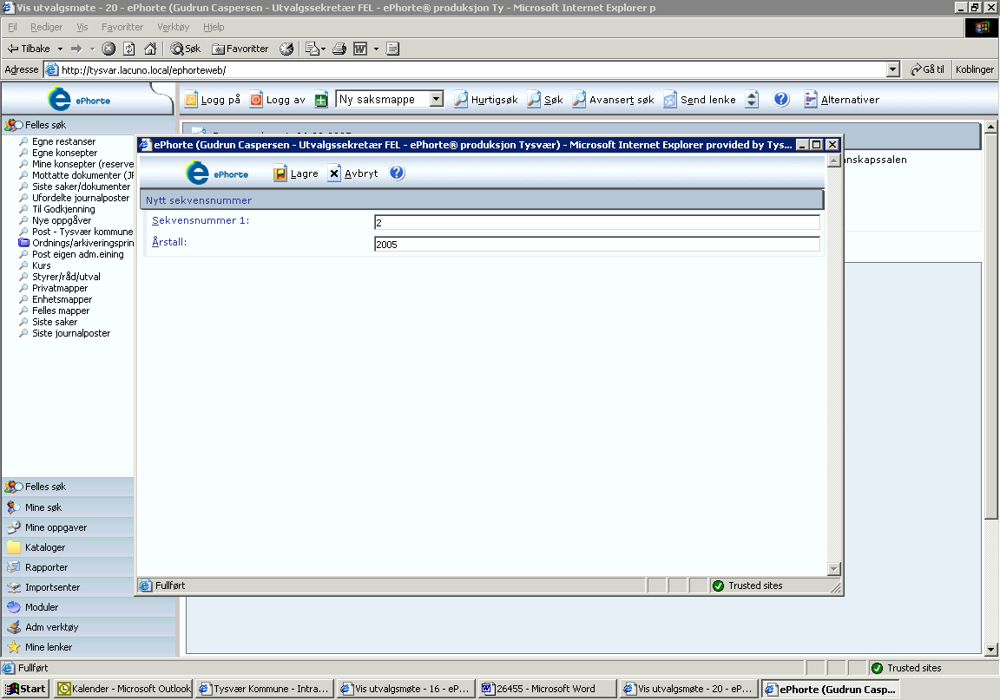 Vis utvalgsmøte - 20 - ePhorte (Gudrun Caspersen - Utvalgssekretær FEL - ePhorte® produksjon Ty - Microsoft Internet Explorer p
Fil Rediger Vis Favoritter Verktøy Hjelp
Tilbake Søk Favoritter
Adresse http://tysvar.lacuno.local/ephorteweb/ Gå til Koblinger
ePhorte Logg på Logg av Ny saksmappe Hurtigsøk Søk Avansert søk Send lenke Alternativer
Felles søk
Egne restanser
Egne konsepter
Mine konsepter (reserve
Mottatte dokumenter (JP
Siste saker/dokumenter
Ufordelte journalposter
Til Godkjenning
Nye oppgåver
Post - Tysvær kommune
Ordnings/arkiveringsprin
Post eigen adm.eining
Kurs
Styrer/råd/utval
Privatmapper
Enhetsmapper
Felles mapper
Siste saker
Siste journalposter
nskapssalen
ePhorte (Gudrun Caspersen - Utvalgssekretær FEL - ePhorte® produksjon Tysvær) - Microsoft Internet Explorer provided by Tys...
ePhorte Lagre Avbryt
Nytt sekvensnummer
Sekvensnummer 1: 2
Årstall: 2005
Fullført Trusted sites
Felles søk
Mine søk
Mine oppgaver
Kataloger
Rapporter
Importsenter
Moduler
Adm verktøy
Mine lenker
Fullført Trusted sites
Start Kalender - Microsoft Outlook Tysvær Kommune - Intra... Vis utvalgsmøte - 16 - eP... 26455 - Microsoft Word Vis utvalgsmøte - 20 - eP... ePhorte (Gudrun Casp...